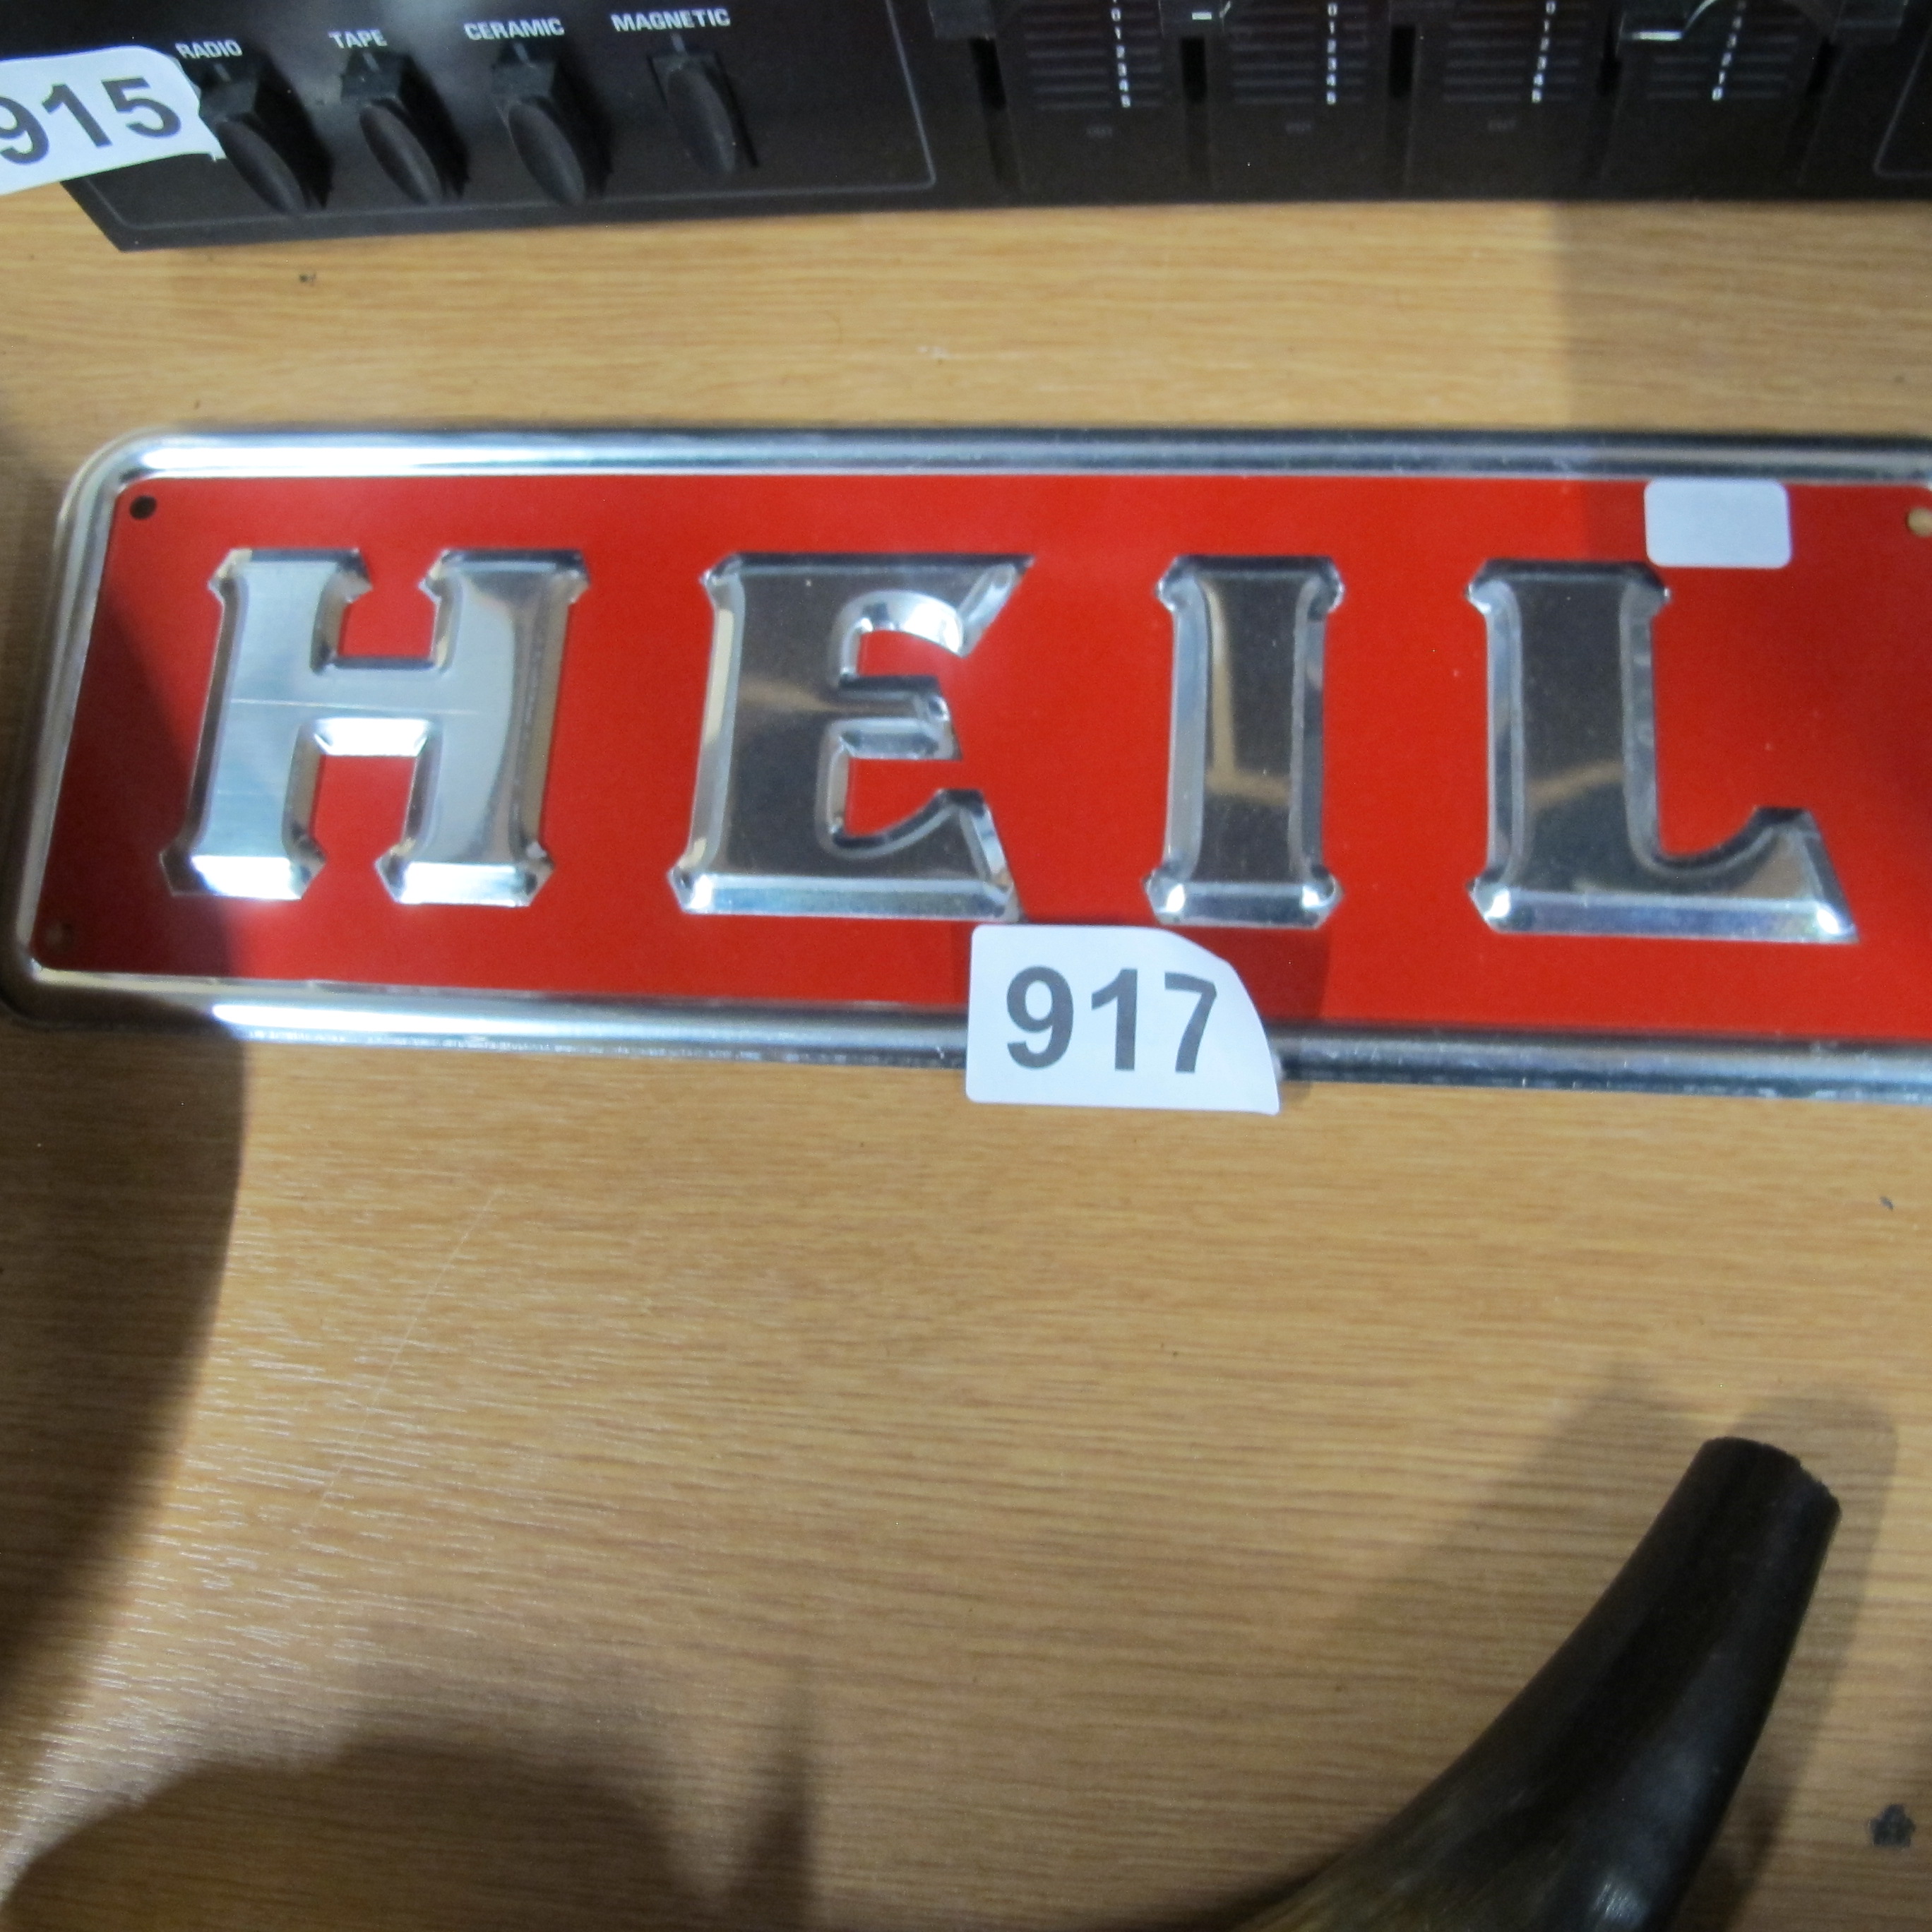 RADIO TAPE CERAMIC MAGNETIC
915
HEIL
917